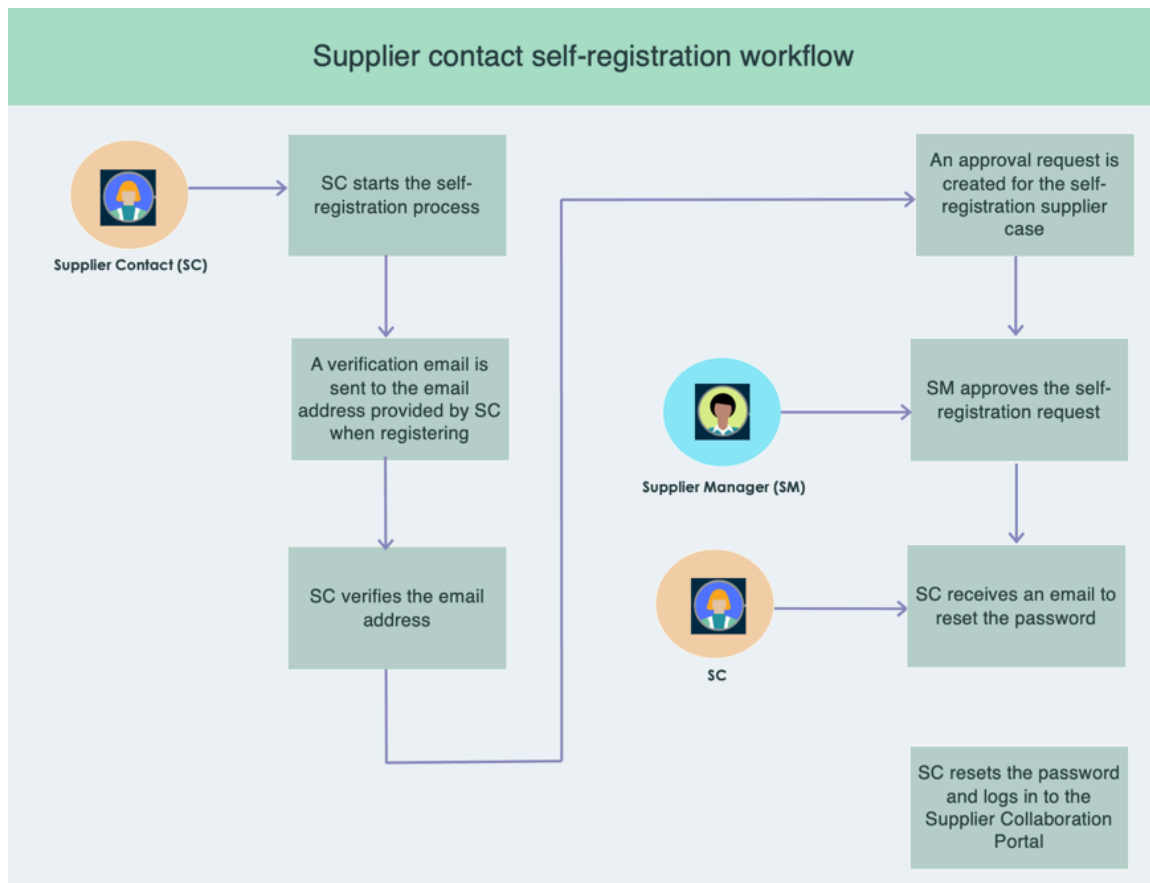 Supplier contact self-registration workflow
SC starts the self-
registration process
Supplier Contact (SC)
A verification email is
sent to the email
address provided by SC
when registering
SC verifies the email
address
An approval request is
created for the self-
registration supplier
case
SM approves the self-
registration request
Supplier Manager (SM)
SC receives an email to
reset the password
SC
SC resets the password
and logs in to the
Supplier Collaboration
Portal